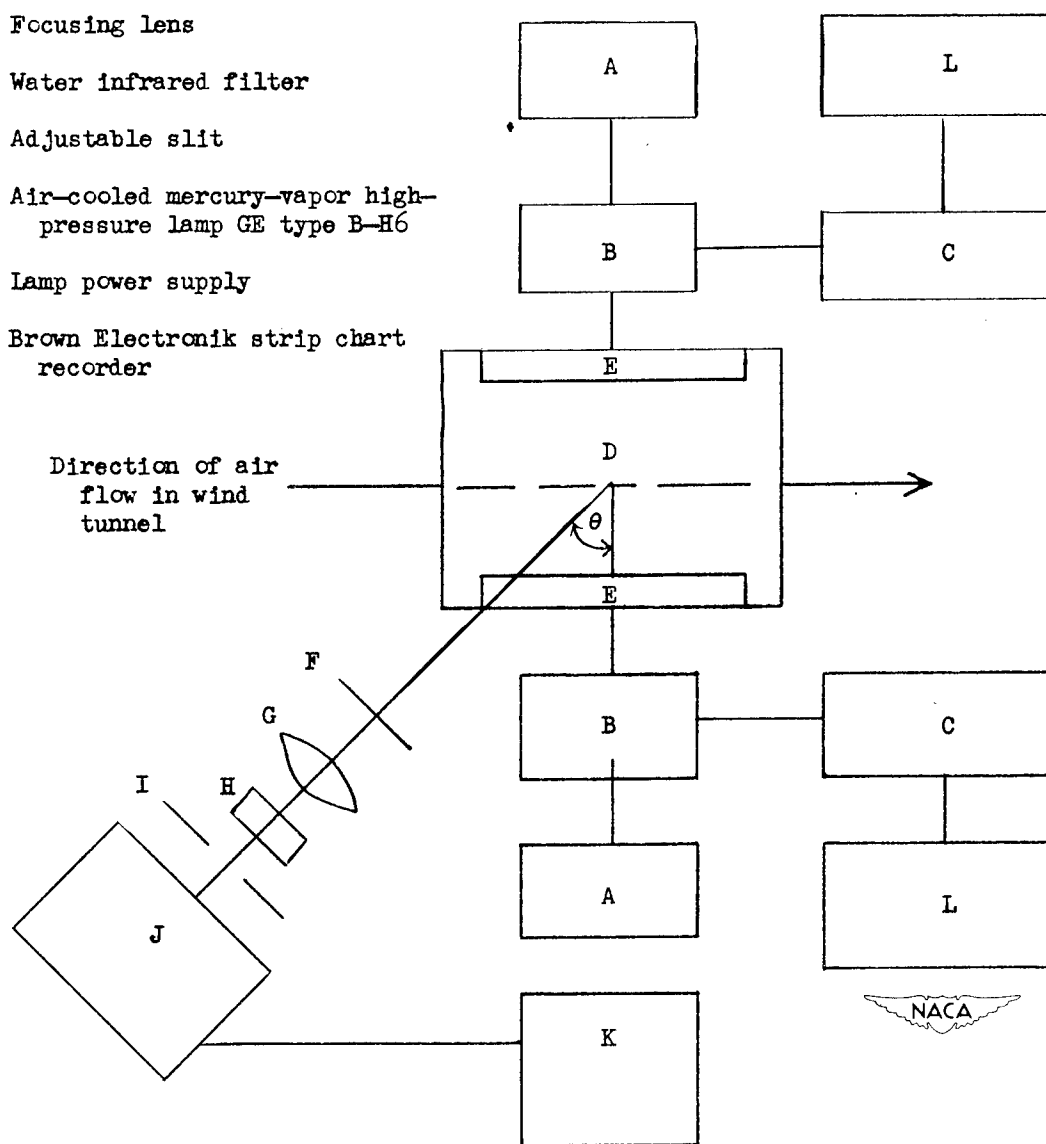 Focusing lens
Water infrared filter
Adjustable slit
Air-cooled mercury-vapor high-
pressure lamp GE type B-H6
Lamp power supply
Brown Electronik strip chart
recorder
A
L
B
C
E
D
Direction of air
flow in wind
tunnel
θ
E
F
G
B
C
I
H
A
L
J
NACA
K